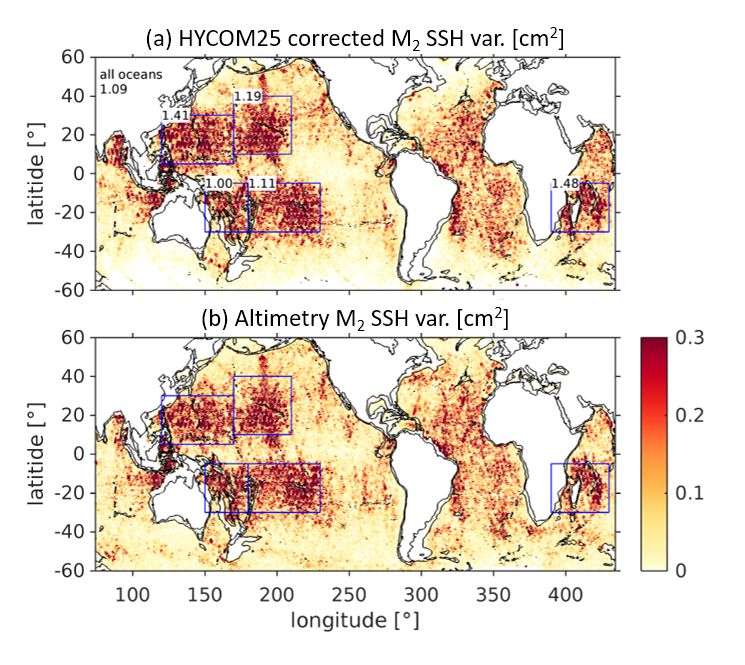 (a) HYCOM25 corrected M2 SSH var. [cm2]
60
all oceans
1.09
40
1.19
1.41
20
0
1.00 1.11 1.48
-20
-40
-60
latitide [°]
(b) Altimetry M2 SSH var. [cm2]
60
40
20
0
-20
-40
-60
latitide [°]
0.3
0.2
0.1
0
100 150 200 250 300 350 400
longitude [°]